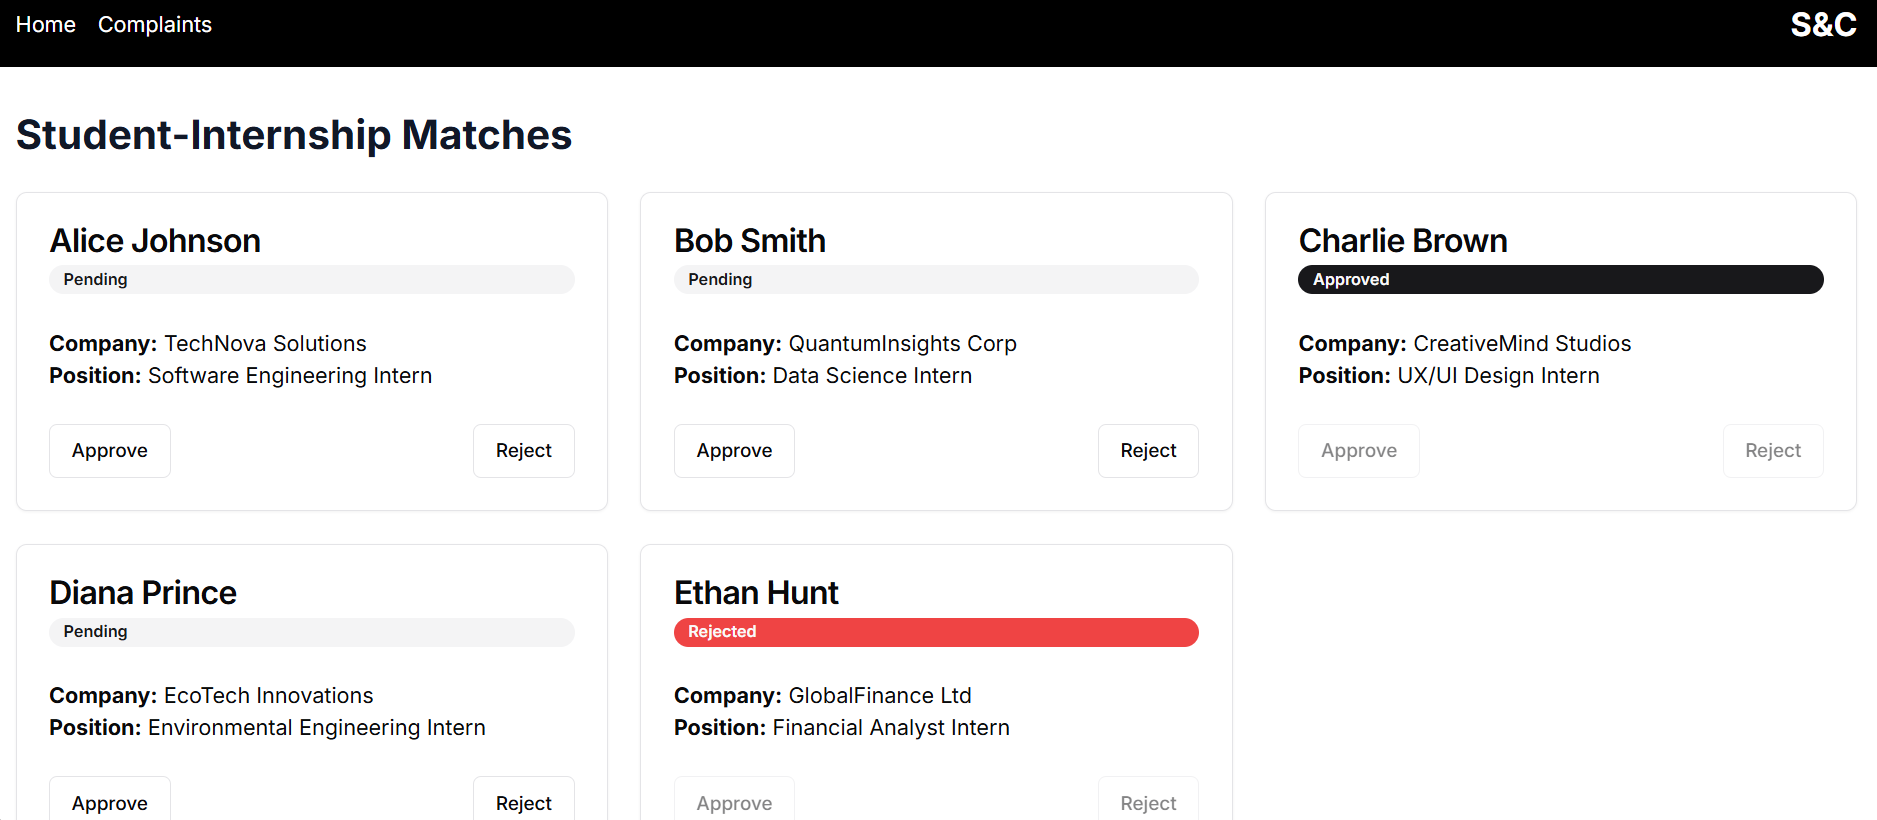 Home Complaints S&C
Student-Internship Matches
Alice Johnson
Pending
Company: TechNova Solutions
Position: Software Engineering Intern
Approve Reject
Bob Smith
Pending
Company: QuantumInsights Corp
Position: Data Science Intern
Approve Reject
Charlie Brown
Approved
Company: CreativeMind Studios
Position: UX/UI Design Intern
Approve Reject
Diana Prince
Pending
Company: EcoTech Innovations
Position: Environmental Engineering Intern
Approve Reject
Ethan Hunt
Rejected
Company: GlobalFinance Ltd
Position: Financial Analyst Intern
Approve Reject